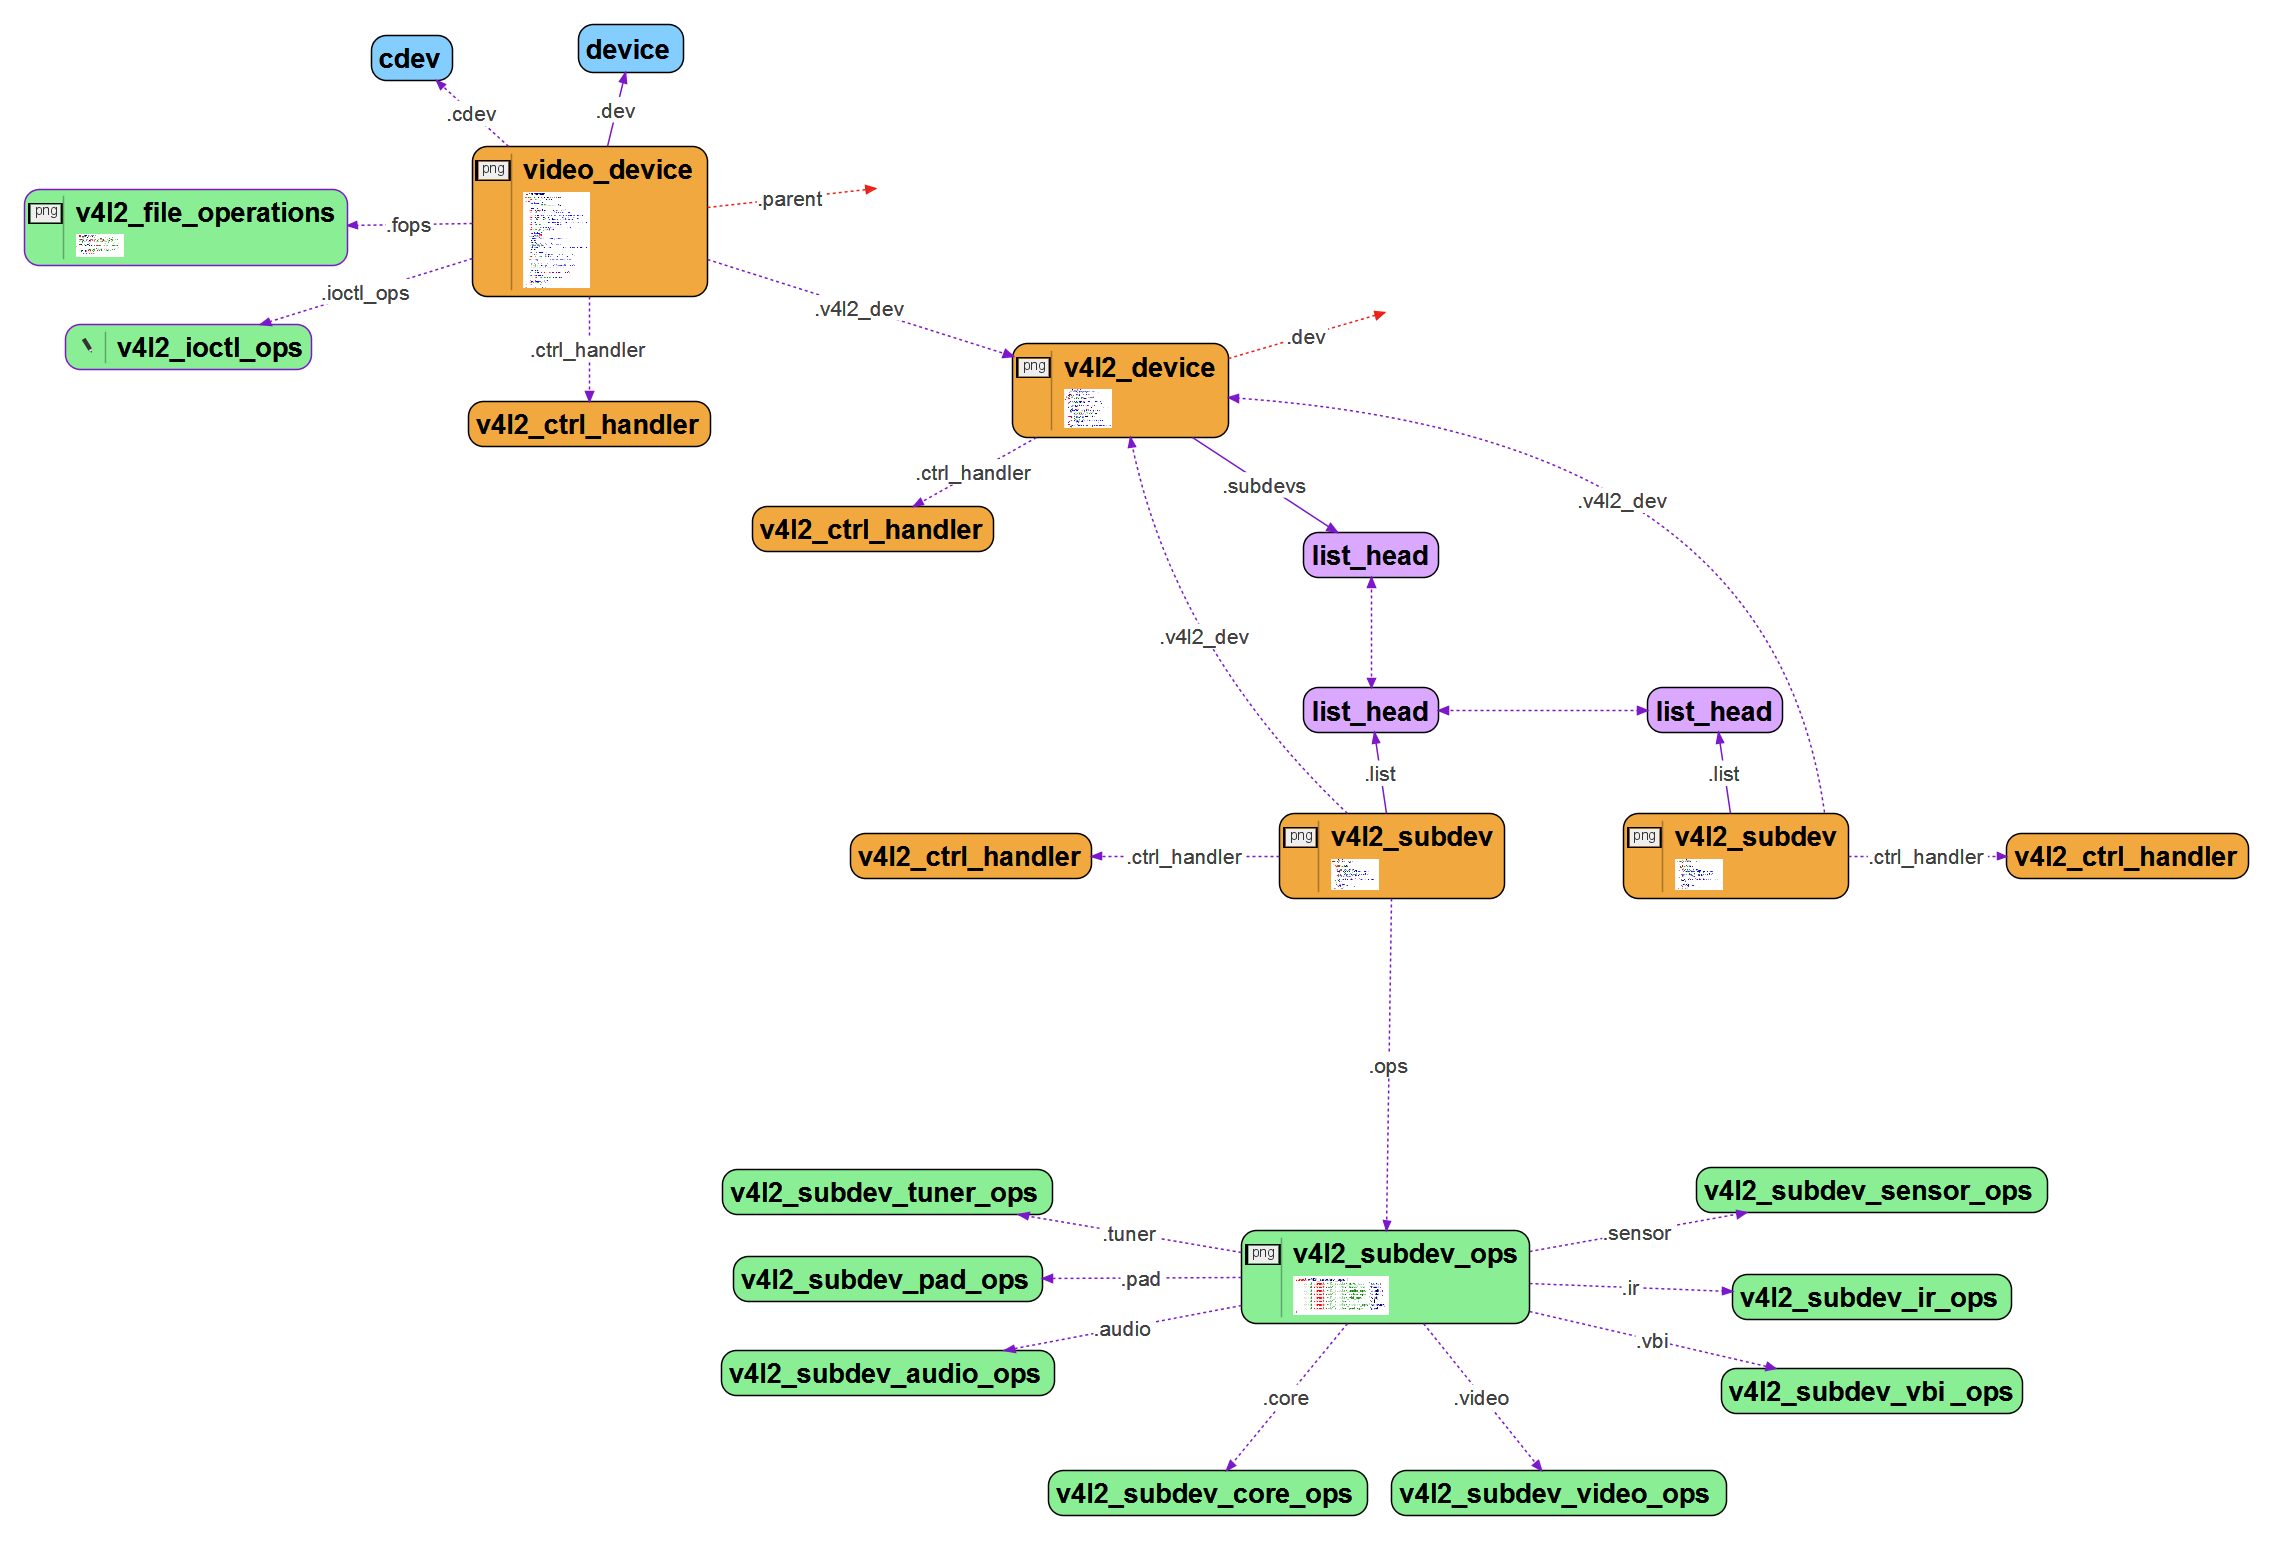 device
cdev
.dev
.cdev
png
video_device
.parent
png
v4l2_file_operations
.fops
.ioctl_ops
.v4l2_dev
.dev
v4l2_ioctl_ops
.ctrl_handler
png
v4l2_device
v4l2_ctrl_handler
.ctrl_handler
.subdevs
.v4l2_dev
v4l2_ctrl_handler
list_head
.v4l2_dev
list_head
list_head
.list
.list
png
v4l2_subdev
png
v4l2_subdev
v4l2_ctrl_handler
.ctrl_handler
.ctrl_handler
v4l2_ctrl_handler
.ops
v4l2_subdev_tuner_ops
v4l2_subdev_sensor_ops
.tuner
.sensor
png
v4l2_subdev_ops
v4l2_subdev_pad_ops
.pad
.ir
v4l2_subdev_ir_ops
.audio
.vbi
v4l2_subdev_audio_ops
v4l2_subdev_vbi_ops
.core
.video
v4l2_subdev_core_ops
v4l2_subdev_video_ops